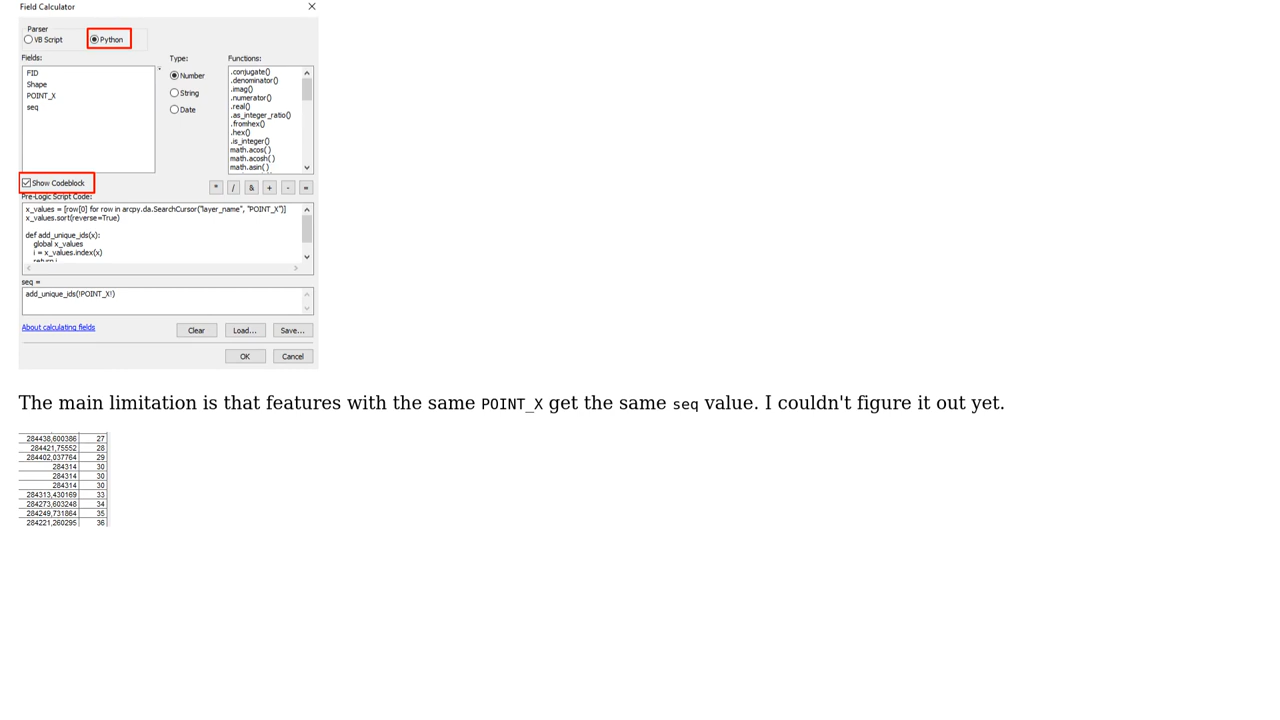 Field Calculator
Parser
VB Script Python
Fields:
FID
Shape
POINT_X
seq
Type:
Number
String
Date
Functions:
.conjugate()
.denominator()
.imag()
.numerator()
.real()
.as_integer_ratio()
.fromhex()
.hex()
.is_integer()
math.acos( )
math.acosh( )
math.asin( )
Show Codeblock
* / & + - =
Pre-Logic Script Code:
x_values = [row[0] for row in arcpy.da.SearchCursor("layer_name", "POINT_X")]
x_values.sort(reverse=True)
def add_unique_ids(x):
global x_values
i = x_values.index(x)
return i
seq =
add_unique_ids(!POINT_X!)
About calculating fields
Clear Load... Save...
OK Cancel
The main limitation is that features with the same POINT_X get the same seq value. I couldn't figure it out yet.
284438,600386 27
284421,75552 28
284402,037764 29
284314 30
284314 30
284314 30
284313,430169 33
284273,603248 34
284249,731864 35
284221,260295 36